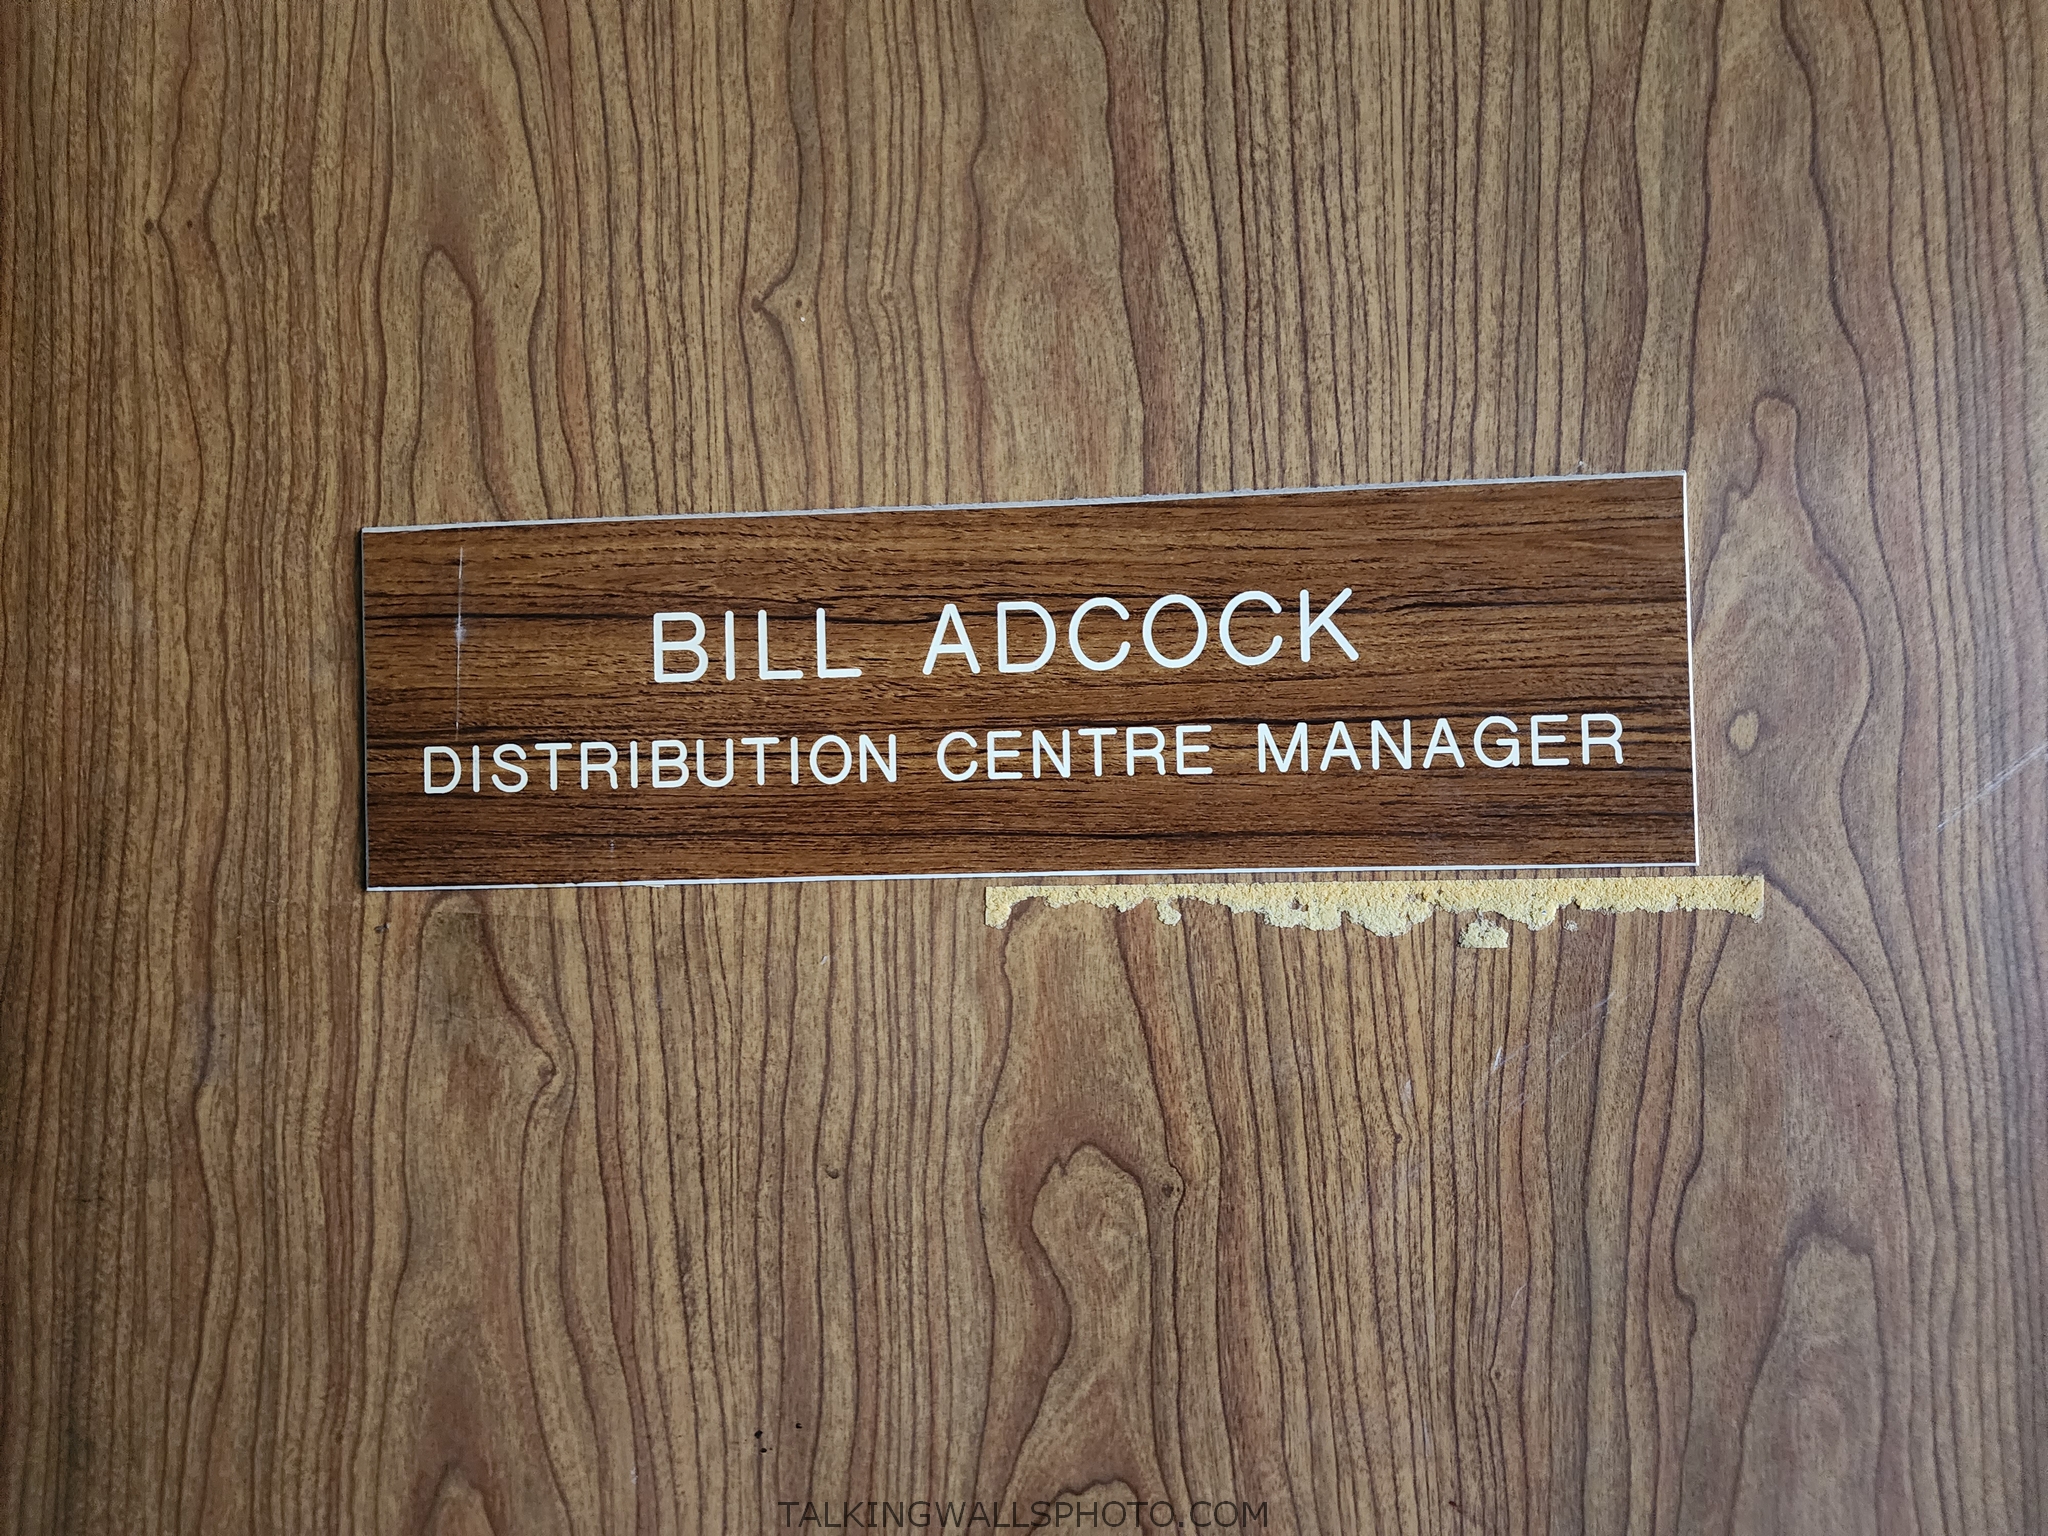 BILL ADCOCK
DISTRIBUTION CENTRE MANAGER
TALKINGWALLSPHOTO.COM